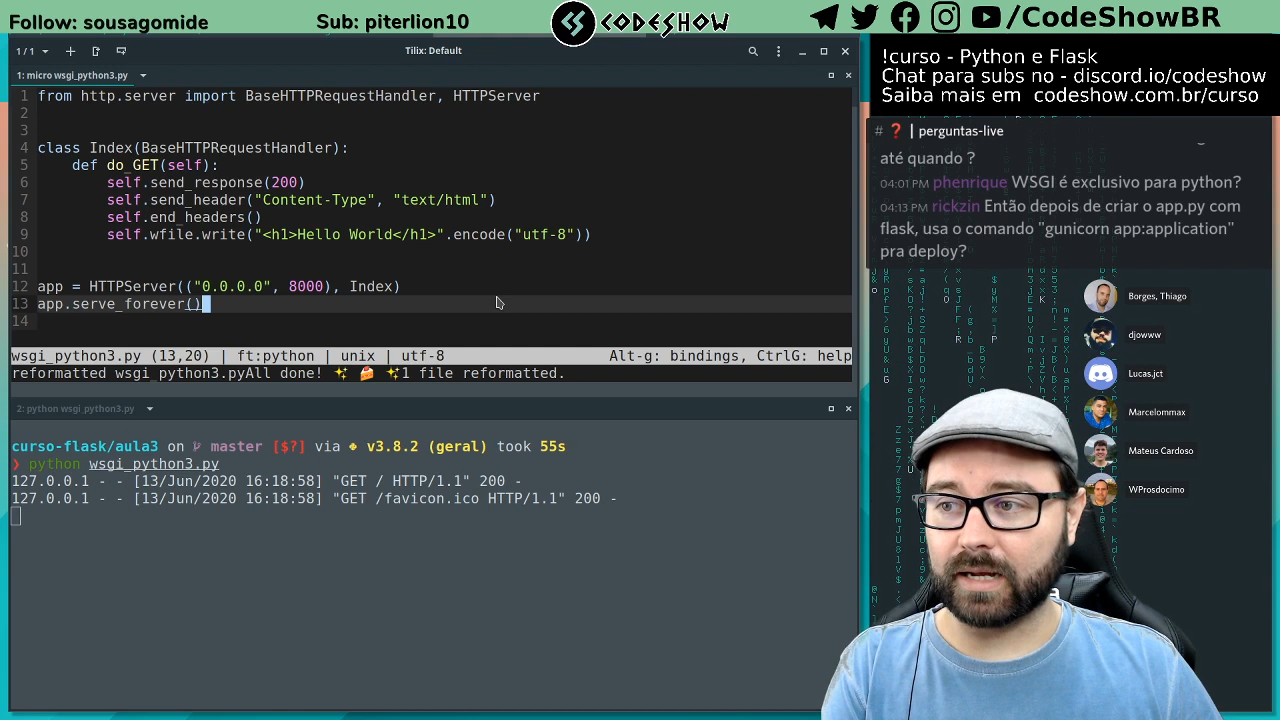 Follow: sousagomide
Sub: piterlion10
CODESHOW
/CodeShowBR
1 / 1
Tilix: Default
1: micro wsgi_python3.py
1 from http.server import BaseHTTPRequestHandler, HTTPServer
2
3
4 class Index(BaseHTTPRequestHandler):
5     def do_GET(self):
6         self.send_response(200)
7         self.send_header("Content-Type", "text/html")
8         self.end_headers()
9         self.wfile.write("<h1>Hello World</h1>".encode("utf-8"))
10
11
12 app = HTTPServer(("0.0.0.0", 8000), Index)
13 app.serve_forever()
14
wsgi_python3.py (13,20) | ft:python | unix | utf-8 Alt-g: bindings, CtrlG: help
reformatted wsgi_python3.pyAll done! ✨ 🍰 ✨1 file reformatted.
2: python wsgi_python3.py
curso-flask/aula3 on master [$?] via v3.8.2 (geral) took 55s
❯ python wsgi_python3.py
127.0.0.1 - - [13/Jun/2020 16:18:58] "GET / HTTP/1.1" 200 -
127.0.0.1 - - [13/Jun/2020 16:18:58] "GET /favicon.ico HTTP/1.1" 200 -
!curso - Python e Flask
Chat para subs no - discord.io/codeshow
Saiba mais em codeshow.com.br/curso
# ❓ | perguntas-live
até quando ?
04:01 PM phenrique WSGI é exclusivo para python?
04:13 PM rickzin Então depois de criar o app.py com
flask, usa o comando "gunicorn app:application"
pra deploy?
Borges, Thiago
djowww
Lucas.jct
Marcelommax
Mateus Cardoso
WProsdocimo